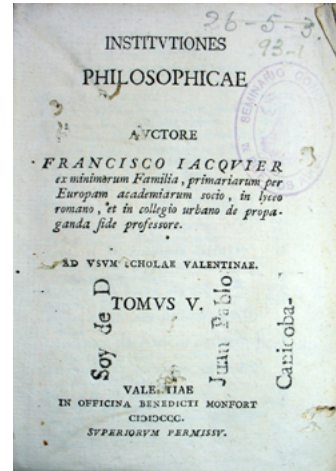 26-5-3
93-1
INSTITVTIONES
PHILOSOPHICAE
AVCTORE
FRANCISCO IACQVIER
ex minimorum Familia, primariarum per
Europam academiarum socio, in lyceo
romano, et in collegio urbano de propa-
ganda fide professore.
AD VSVM SCHOLAE VALENTINAE.
TOMVS V.
Soy de D
Juan Pablo
Canicoba-
VALENTIAE
IN OFFICINA BENEDICTI MONFORT
SVPERIORVM PERMISSV.
SEMINARIO